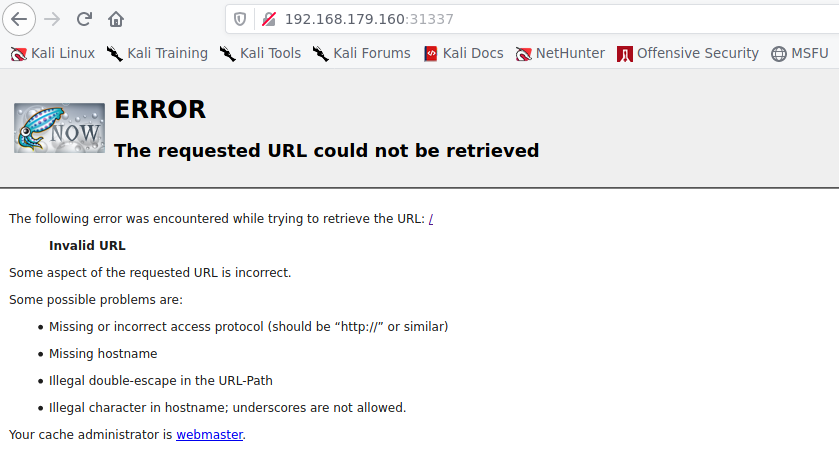 192.168.179.160:31337
Kali Linux Kali Training Kali Tools Kali Forums Kali Docs NetHunter Offensive Security MSFU
NOW
ERROR
The requested URL could not be retrieved
The following error was encountered while trying to retrieve the URL: /
Invalid URL
Some aspect of the requested URL is incorrect.
Some possible problems are:
• Missing or incorrect access protocol (should be “http://” or similar)
• Missing hostname
• Illegal double-escape in the URL-Path
• Illegal character in hostname; underscores are not allowed.
Your cache administrator is webmaster.